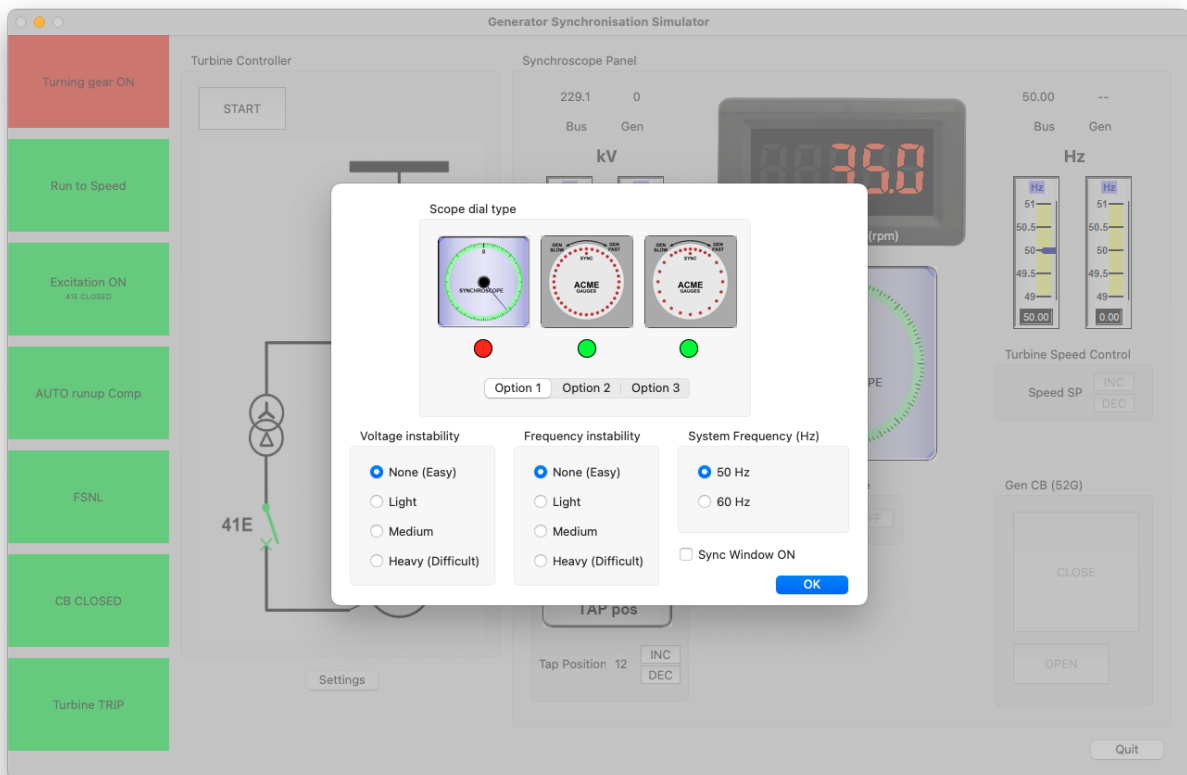 Generator Synchronisation Simulator
Turning gear ON
Run to Speed
Excitation ON
41E CLOSED
AUTO runup Comp
FSNL
CB CLOSED
Turbine TRIP
Turbine Controller
START
41E
Settings
Synchroscope Panel
229.1 0
Bus Gen
kV
35.0
(rpm)
50.00 --
Bus Gen
Hz
Hz Hz
51 51
50.5 50.5
50 50
49.5 49.5
49 49
50.00 0.00
Turbine Speed Control
Speed SP
INC
DEC
Gen CB (52G)
CLOSE
OPEN
TAP pos
Tap Position 12
INC
DEC
Quit
Scope dial type
0
SYNCHROSCOPE
GEN SLOW
GEN FAST
SYNC
ACME
GAUGES
GEN SLOW
GEN FAST
SYNC
ACME
GAUGES
Option 1 Option 2 Option 3
Voltage instability
None (Easy)
Light
Medium
Heavy (Difficult)
Frequency instability
None (Easy)
Light
Medium
Heavy (Difficult)
System Frequency (Hz)
50 Hz
60 Hz
Sync Window ON
OK